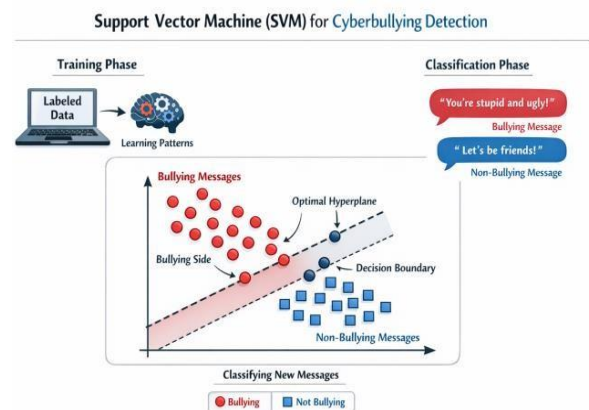 Support Vector Machine (SVM) for Cyberbullying Detection
Training Phase
Labeled
Data
Learning Patterns
Classification Phase
“You're stupid and ugly!”
Bullying Message
“ Let's be friends!”
Non-Bullying Message
Bullying Messages
Optimal Hyperplane
Bullying Side
Decision Boundary
Non-Bullying Messages
Classifying New Messages
Bullying
Not Bullying